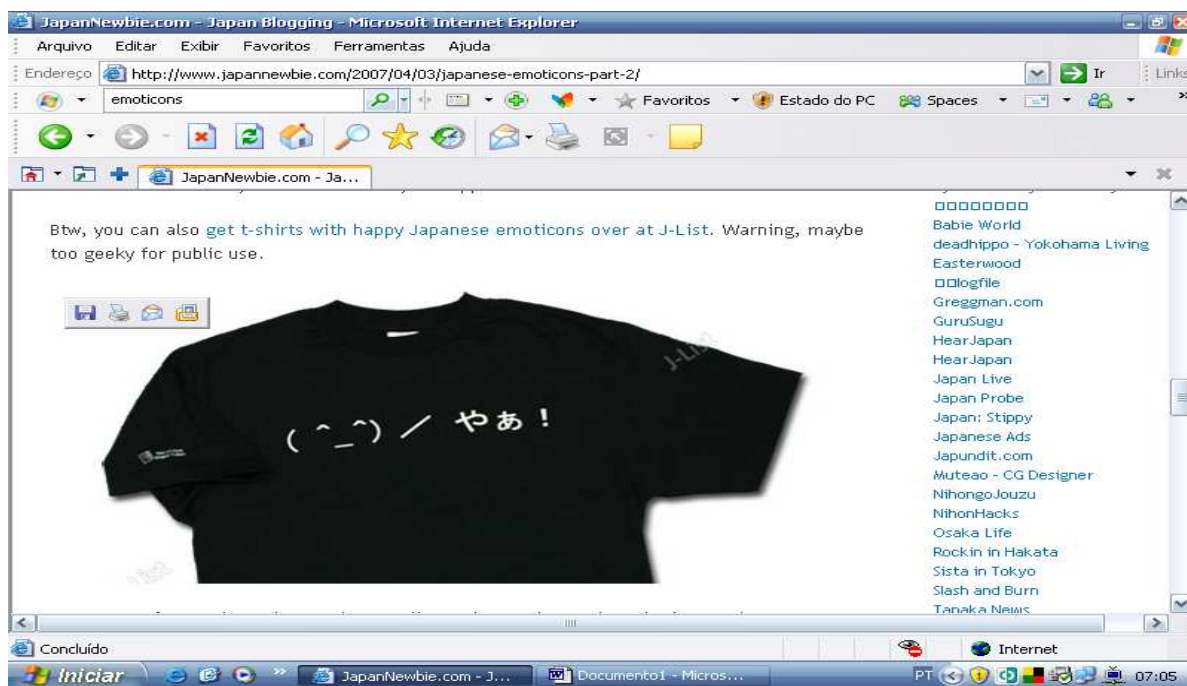 JapanNewbie.com - Japan Blogging - Microsoft Internet Explorer
Arquivo Editar Exibir Favoritos Ferramentas Ajuda
Endereço http://www.japannewbie.com/2007/04/03/japanese-emoticons-part-2/ Ir Links
emoticons Favoritos Estado do PC Spaces
JapanNewbie.com - Ja...
Btw, you can also get t-shirts with happy Japanese emoticons over at J-List. Warning, maybe
too geeky for public use.
J-LIST
( ^_^) ／ やぁ！
J-LIST
□□□□□□□□
Babie World
deadhippo - Yokohama Living
Easterwood
□□logfile
Greggman.com
GuruSugu
HearJapan
HearJapan
Japan Live
Japan Probe
Japan: Stippy
Japanese Ads
Japundit.com
Muteao - CG Designer
NihongoJouzu
NihonHacks
Osaka Life
Rockin in Hakata
Sista in Tokyo
Slash and Burn
Tanaka News
Concluído Internet
Iniciar JapanNewbie.com - J... Documento1 - Micros... PT 07:05